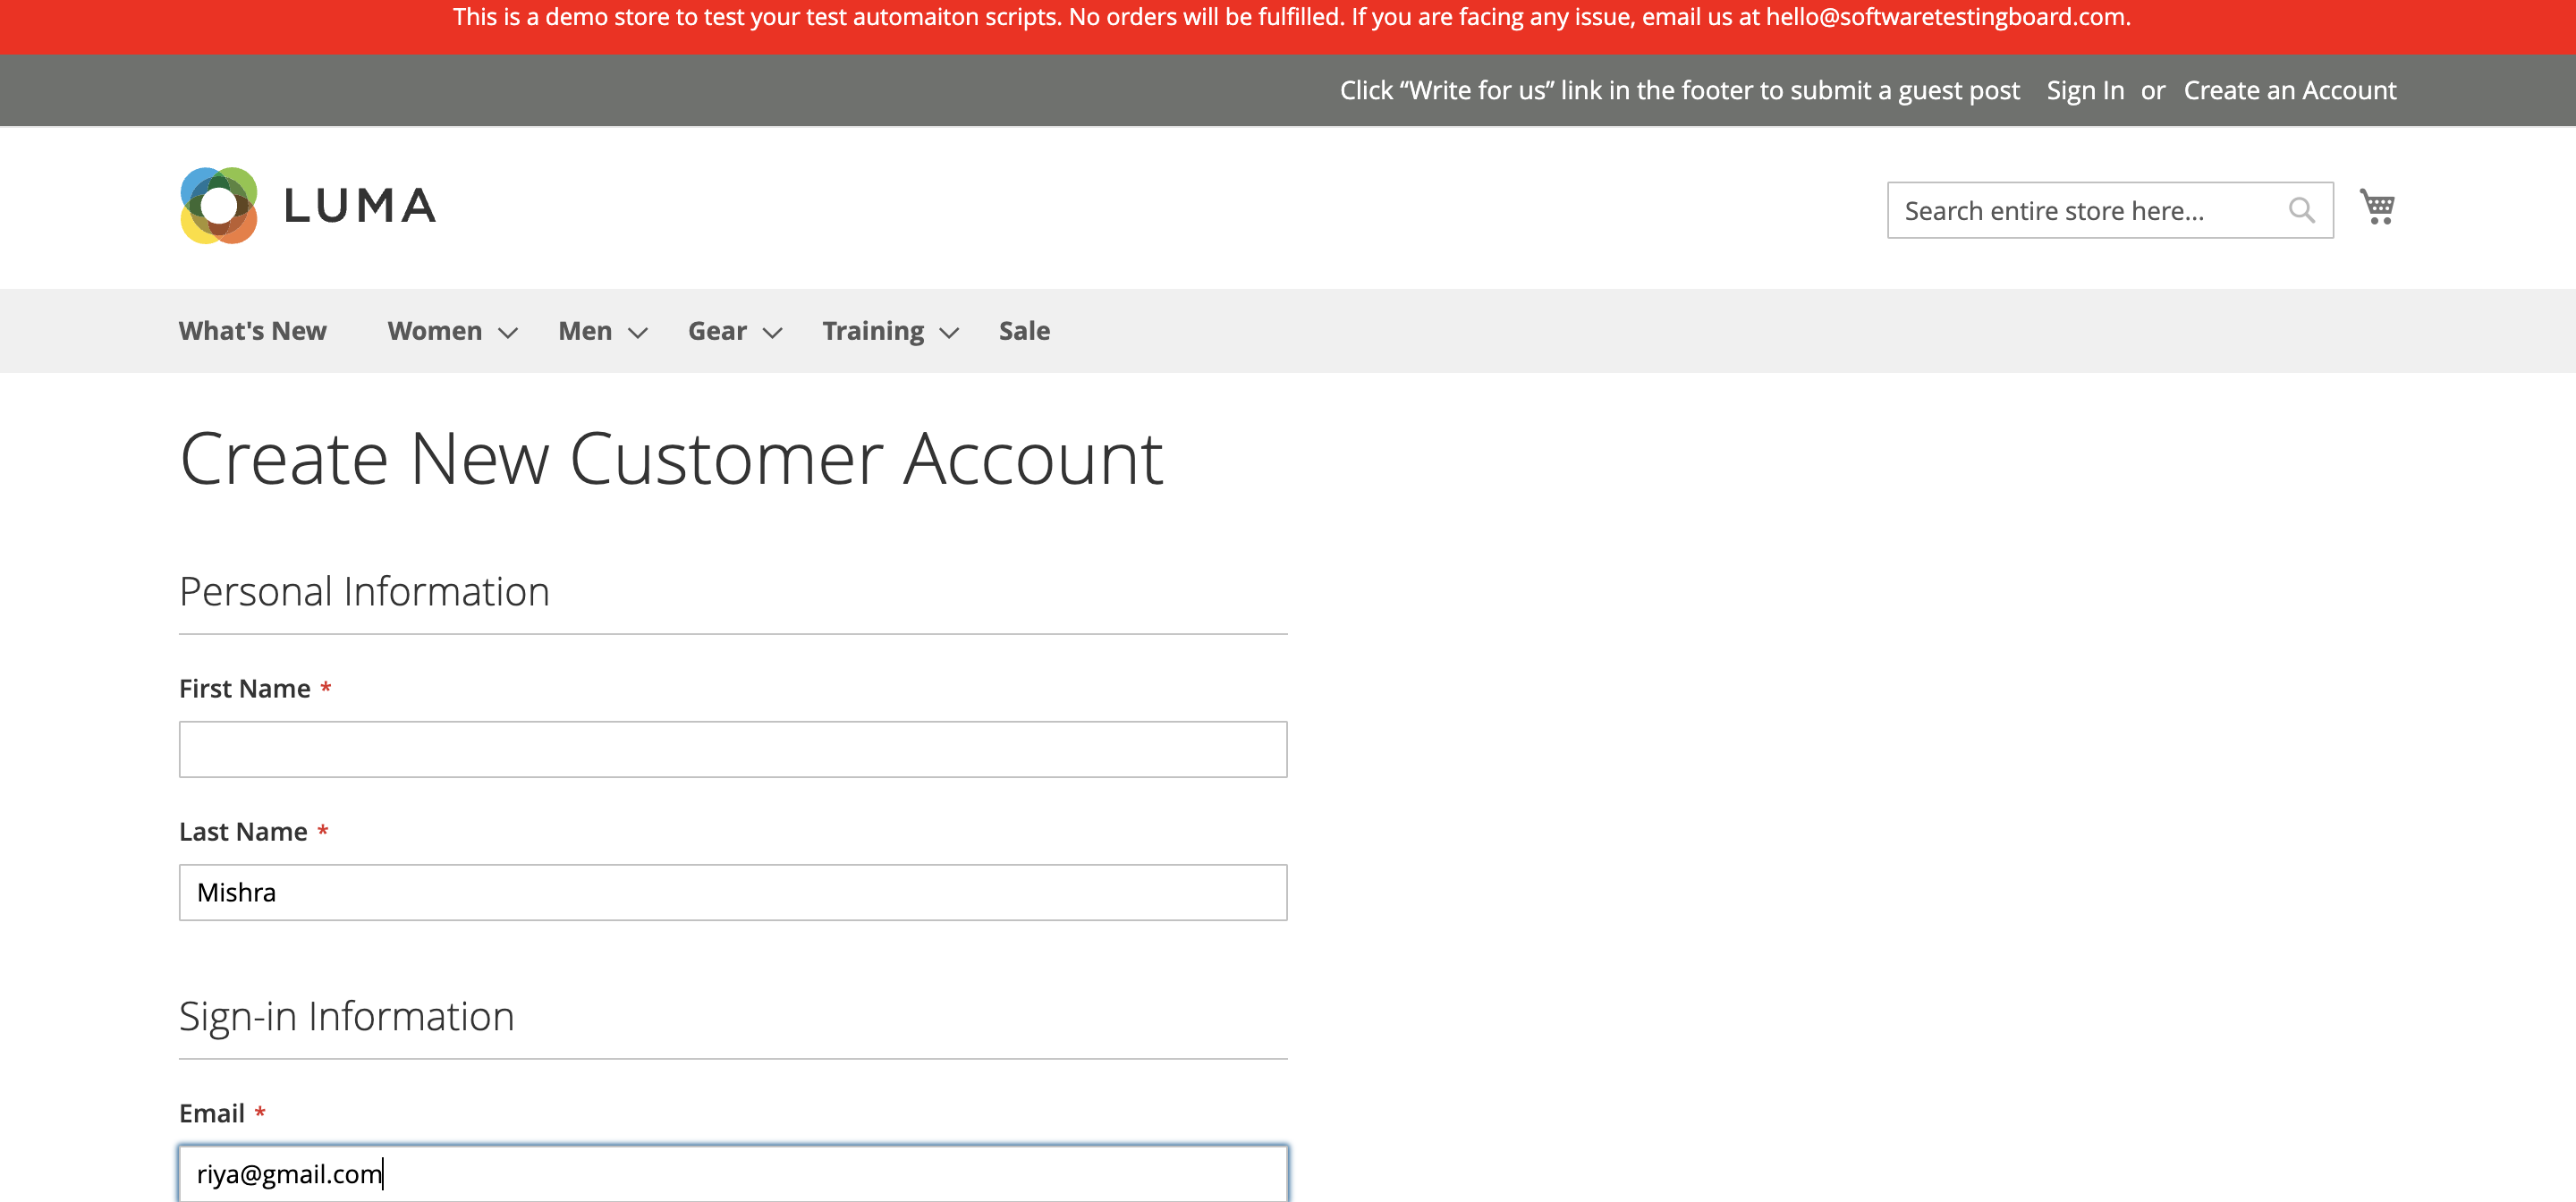 This is a demo store to test your test automaiton scripts. No orders will be fulfilled. If you are facing any issue, email us at hello@softwaretestingboard.com.
Click “Write for us” link in the footer to submit a guest post Sign In or Create an Account
LUMA
Search entire store here...
What's New Women Men Gear Training Sale
Create New Customer Account
Personal Information
First Name *
Last Name *
Mishra
Sign-in Information
Email *
riya@gmail.com